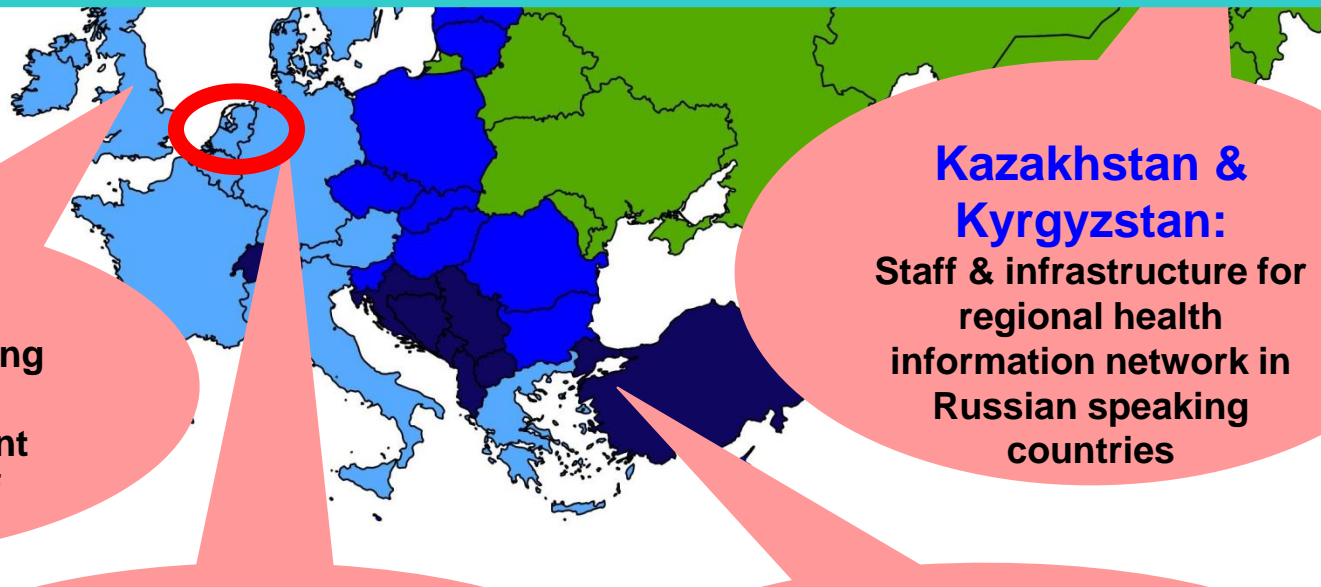 Kazakhstan &
Kyrgyzstan:
Staff & infrastructure for
regional health
information network in
Russian speaking
countries